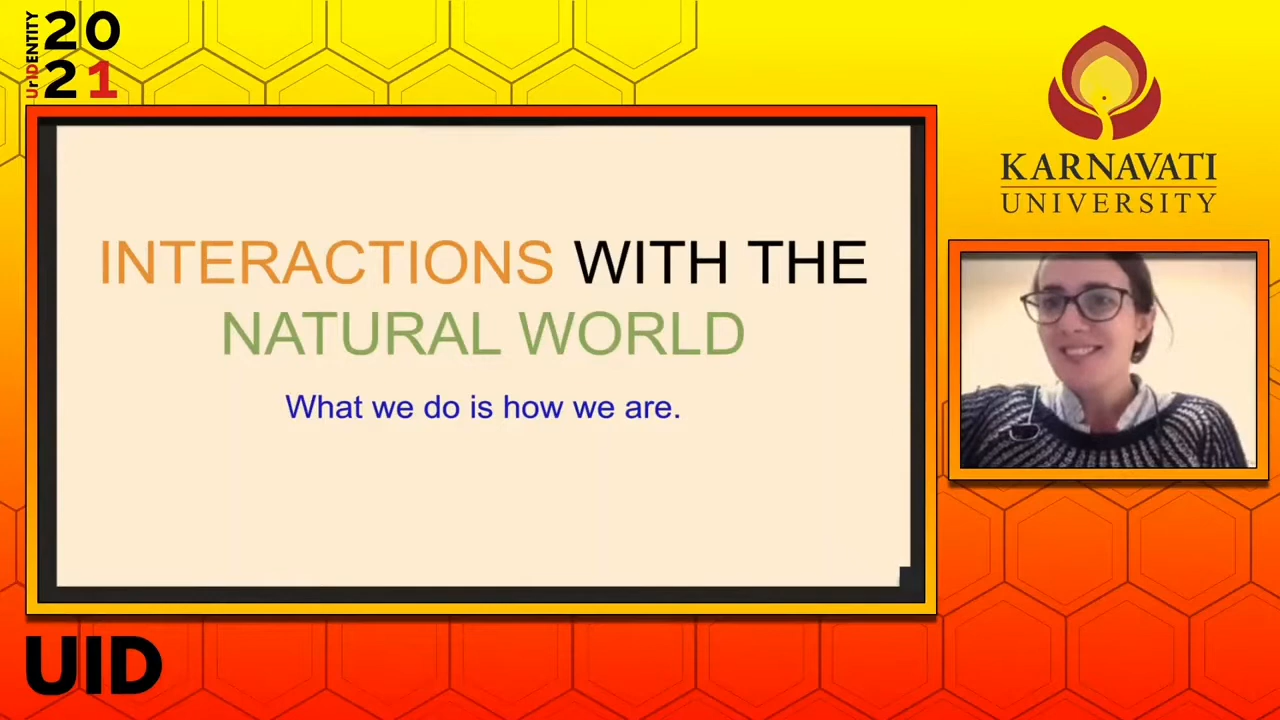 UrIDENTITY
20
21
KARNAVATI
UNIVERSITY
INTERACTIONS WITH THE
NATURAL WORLD
What we do is how we are.
UID